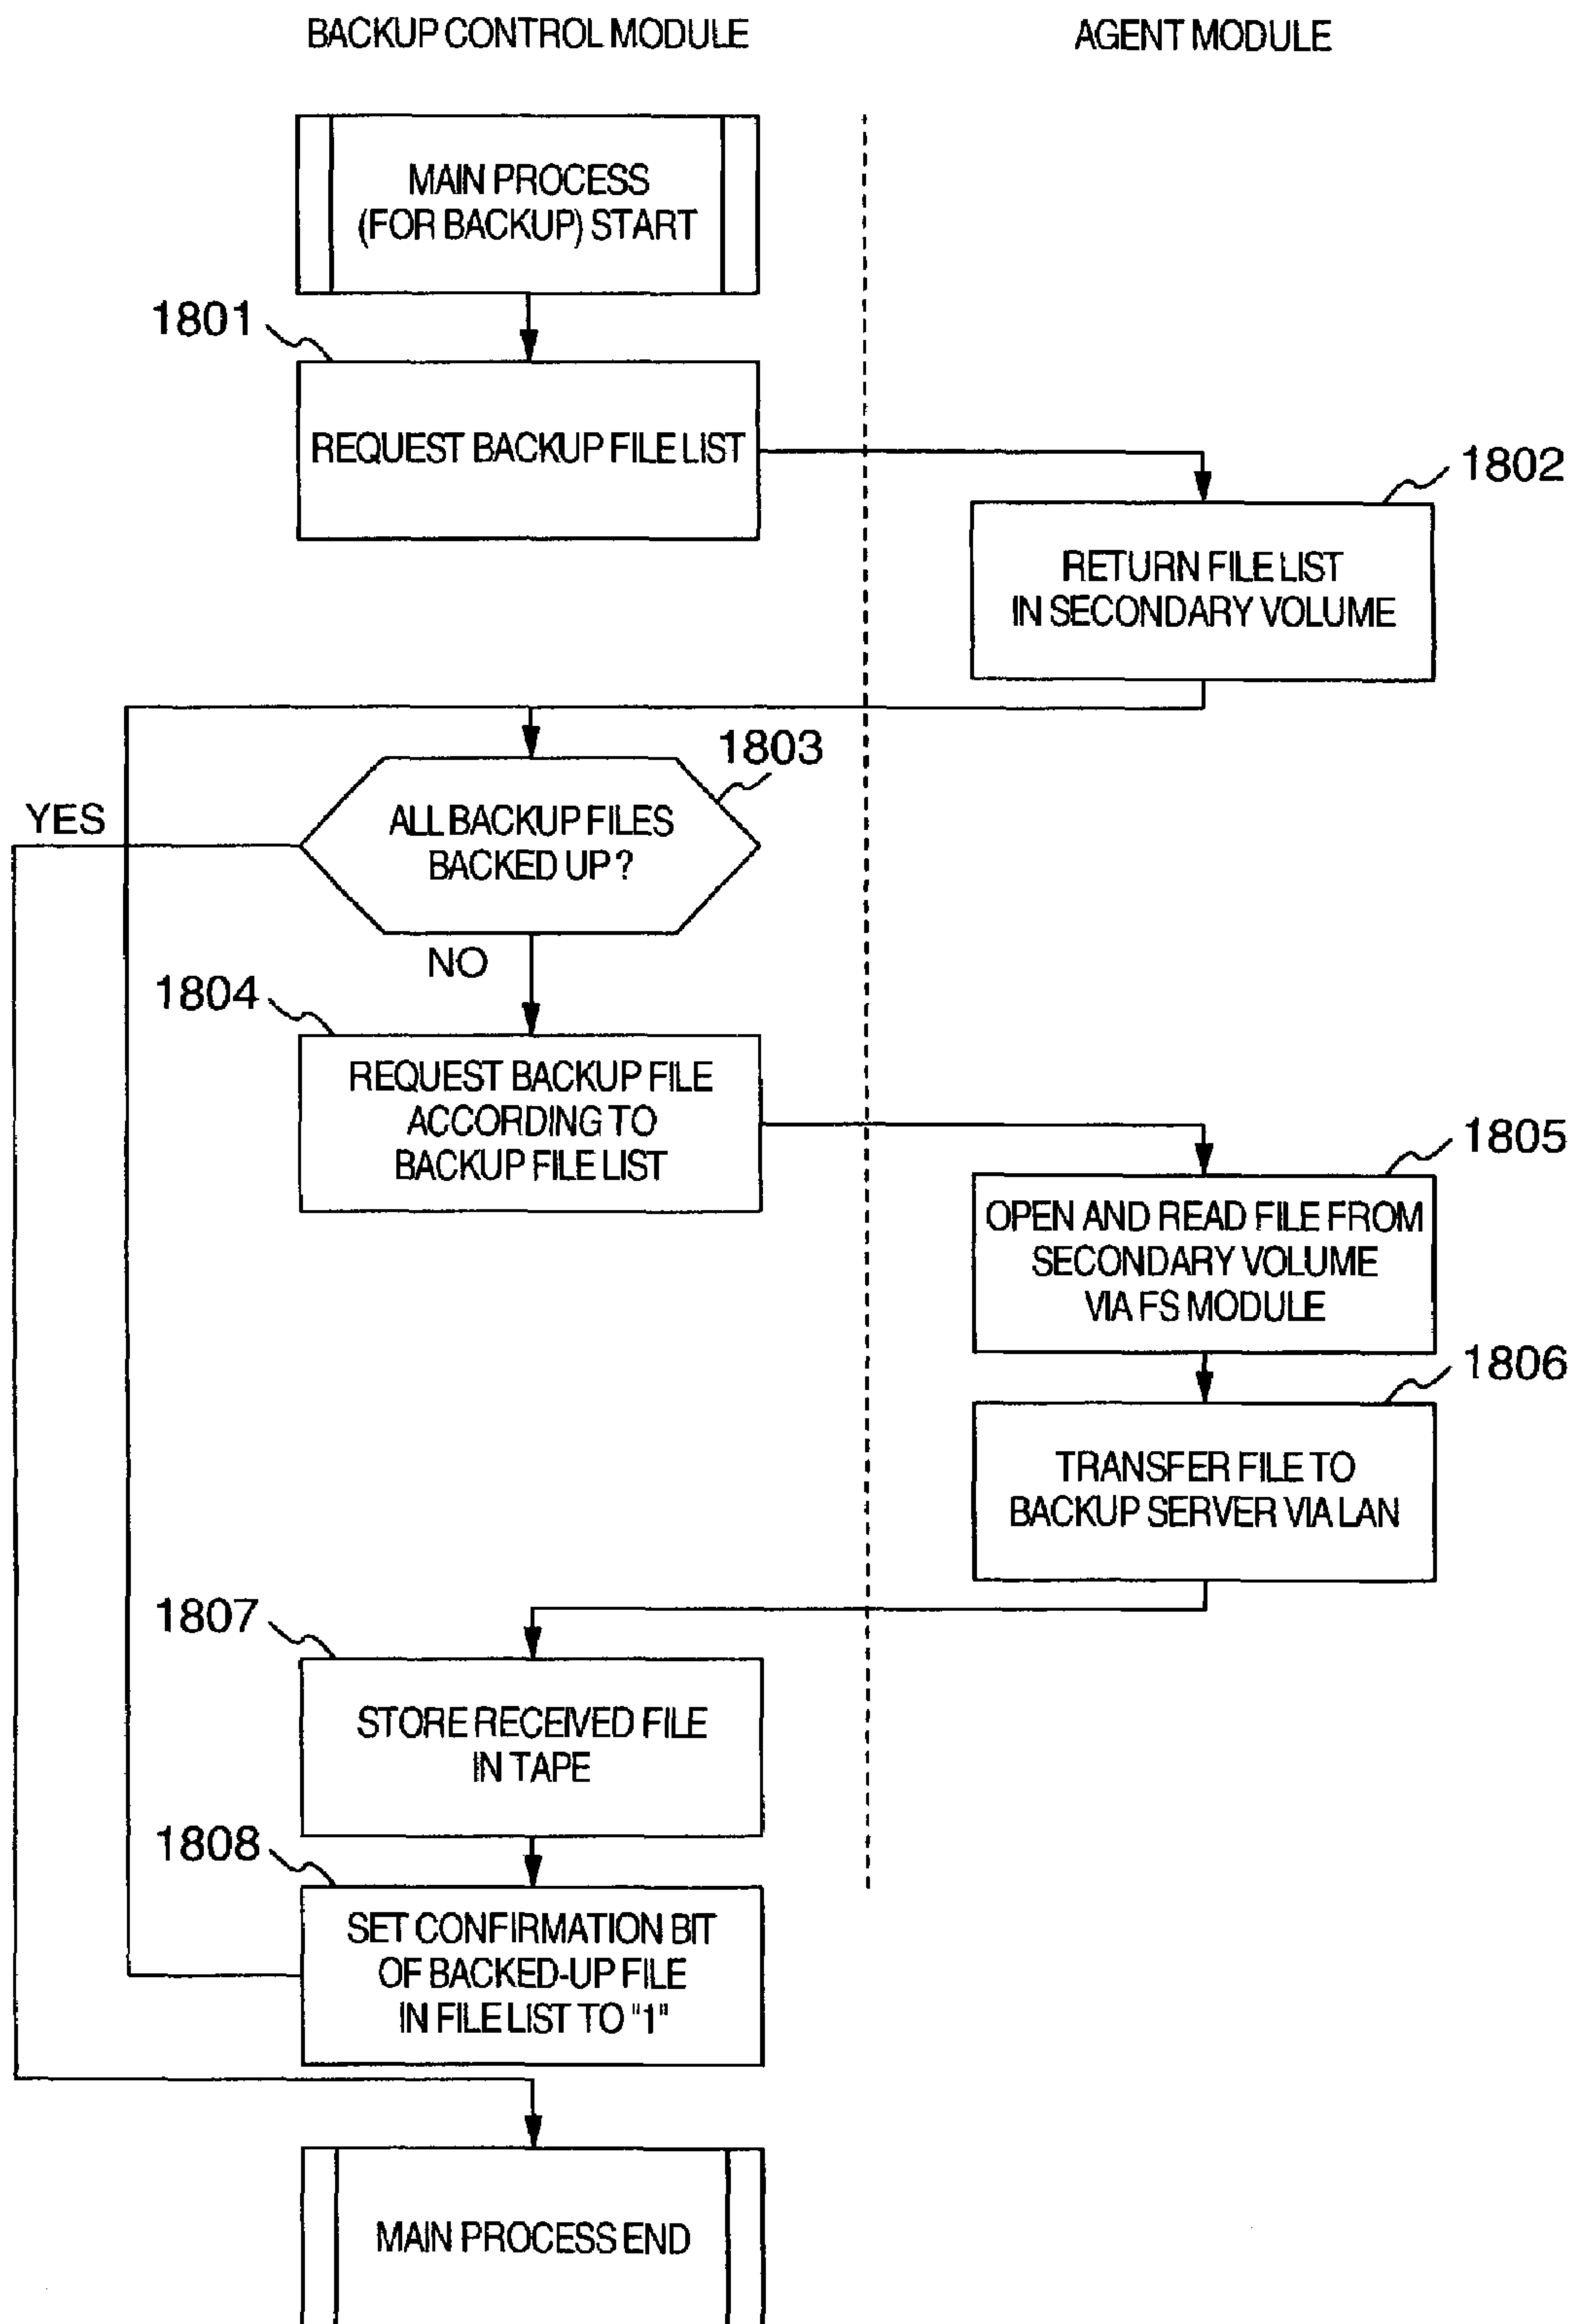 BACKUP CONTROL MODULE
AGENT MODULE
MAIN PROCESS
(FOR BACKUP) START
1801
REQUEST BACKUP FILE LIST
1802
RETURN FILE LIST
IN SECONDARY VOLUME
1803
YES
ALL BACKUP FILES
BACKED UP ?
NO
1804
REQUEST BACKUP FILE
ACCORDING TO
BACKUP FILE LIST
1805
OPEN AND READ FILE FROM
SECONDARY VOLUME
VIA FS MODULE
1806
TRANSFER FILE TO
BACKUP SERVER VIA LAN
1807
STORE RECEIVED FILE
IN TAPE
1808
SET CONFIRMATION BIT
OF BACKED-UP FILE
IN FILE LIST TO "1"
MAIN PROCESS END